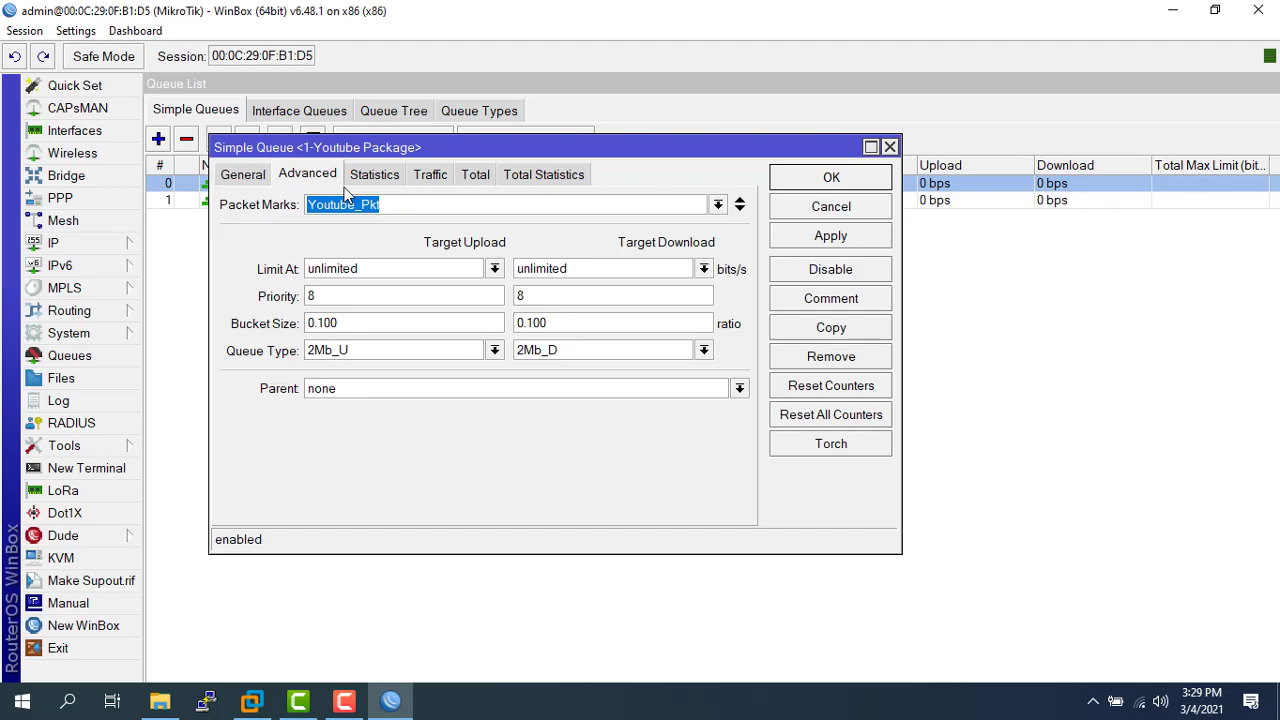 admin@00:0C:29:0F:B1:D5 (MikroTik) - WinBox (64bit) v6.48.1 on x86 (x86)
Session Settings Dashboard
Safe Mode Session: 00:0C:29:0F:B1:D5
Quick Set
CAPsMAN
Interfaces
Wireless
Bridge
PPP
Mesh
IP
IPv6
MPLS
Routing
System
Queues
Files
Log
RADIUS
Tools
New Terminal
LoRa
Dot1X
Dude
KVM
Make Supout.rif
Manual
New WinBox
Exit
RouterOS WinBox
Queue List
Simple Queues Interface Queues Queue Tree Queue Types
# Upload Download Total Max Limit (bit...
0 0 bps 0 bps
1 0 bps 0 bps
Simple Queue <1-Youtube Package>
General Advanced Statistics Traffic Total Total Statistics
Packet Marks: Youtube_Pkt
Target Upload Target Download
Limit At: unlimited unlimited bits/s
Priority: 8 8
Bucket Size: 0.100 0.100 ratio
Queue Type: 2Mb_U 2Mb_D
Parent: none
enabled
OK
Cancel
Apply
Disable
Comment
Copy
Remove
Reset Counters
Reset All Counters
Torch
3:29 PM
3/4/2021